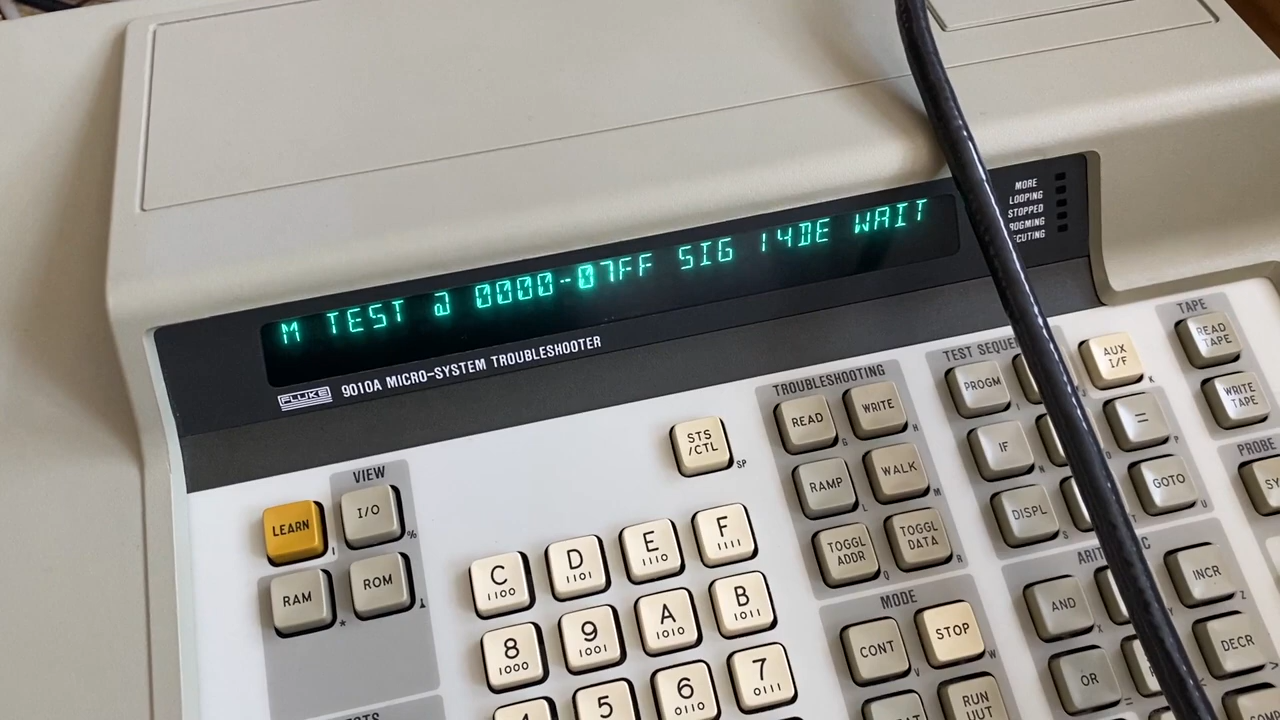 M TEST @ 0000-07FF SIG 14DE WAIT
FLUKE 9010A MICRO-SYSTEM TROUBLESHOOTER
MORE
LOOPING
STOPPED
VIEW
LEARN
I/O %
RAM *
ROM
STS/CTL SP
C 1100
D 1101
E 1110
F 1111
8 1000
9 1001
A 1010
B 1011
5
6 0110
7 0111
TROUBLESHOOTING
READ G
WRITE H
RAMP L
WALK M
TOGGL ADDR Q
TOGGL DATA R
MODE
CONT V
STOP W
RUN UUT
TEST
PROGM I
AUX I/F K
IF N
= P
DISPL S
GOTO U
AND X
INCR Z
OR
DECR
TAPE
READ TAPE
WRITE TAPE
PROBE